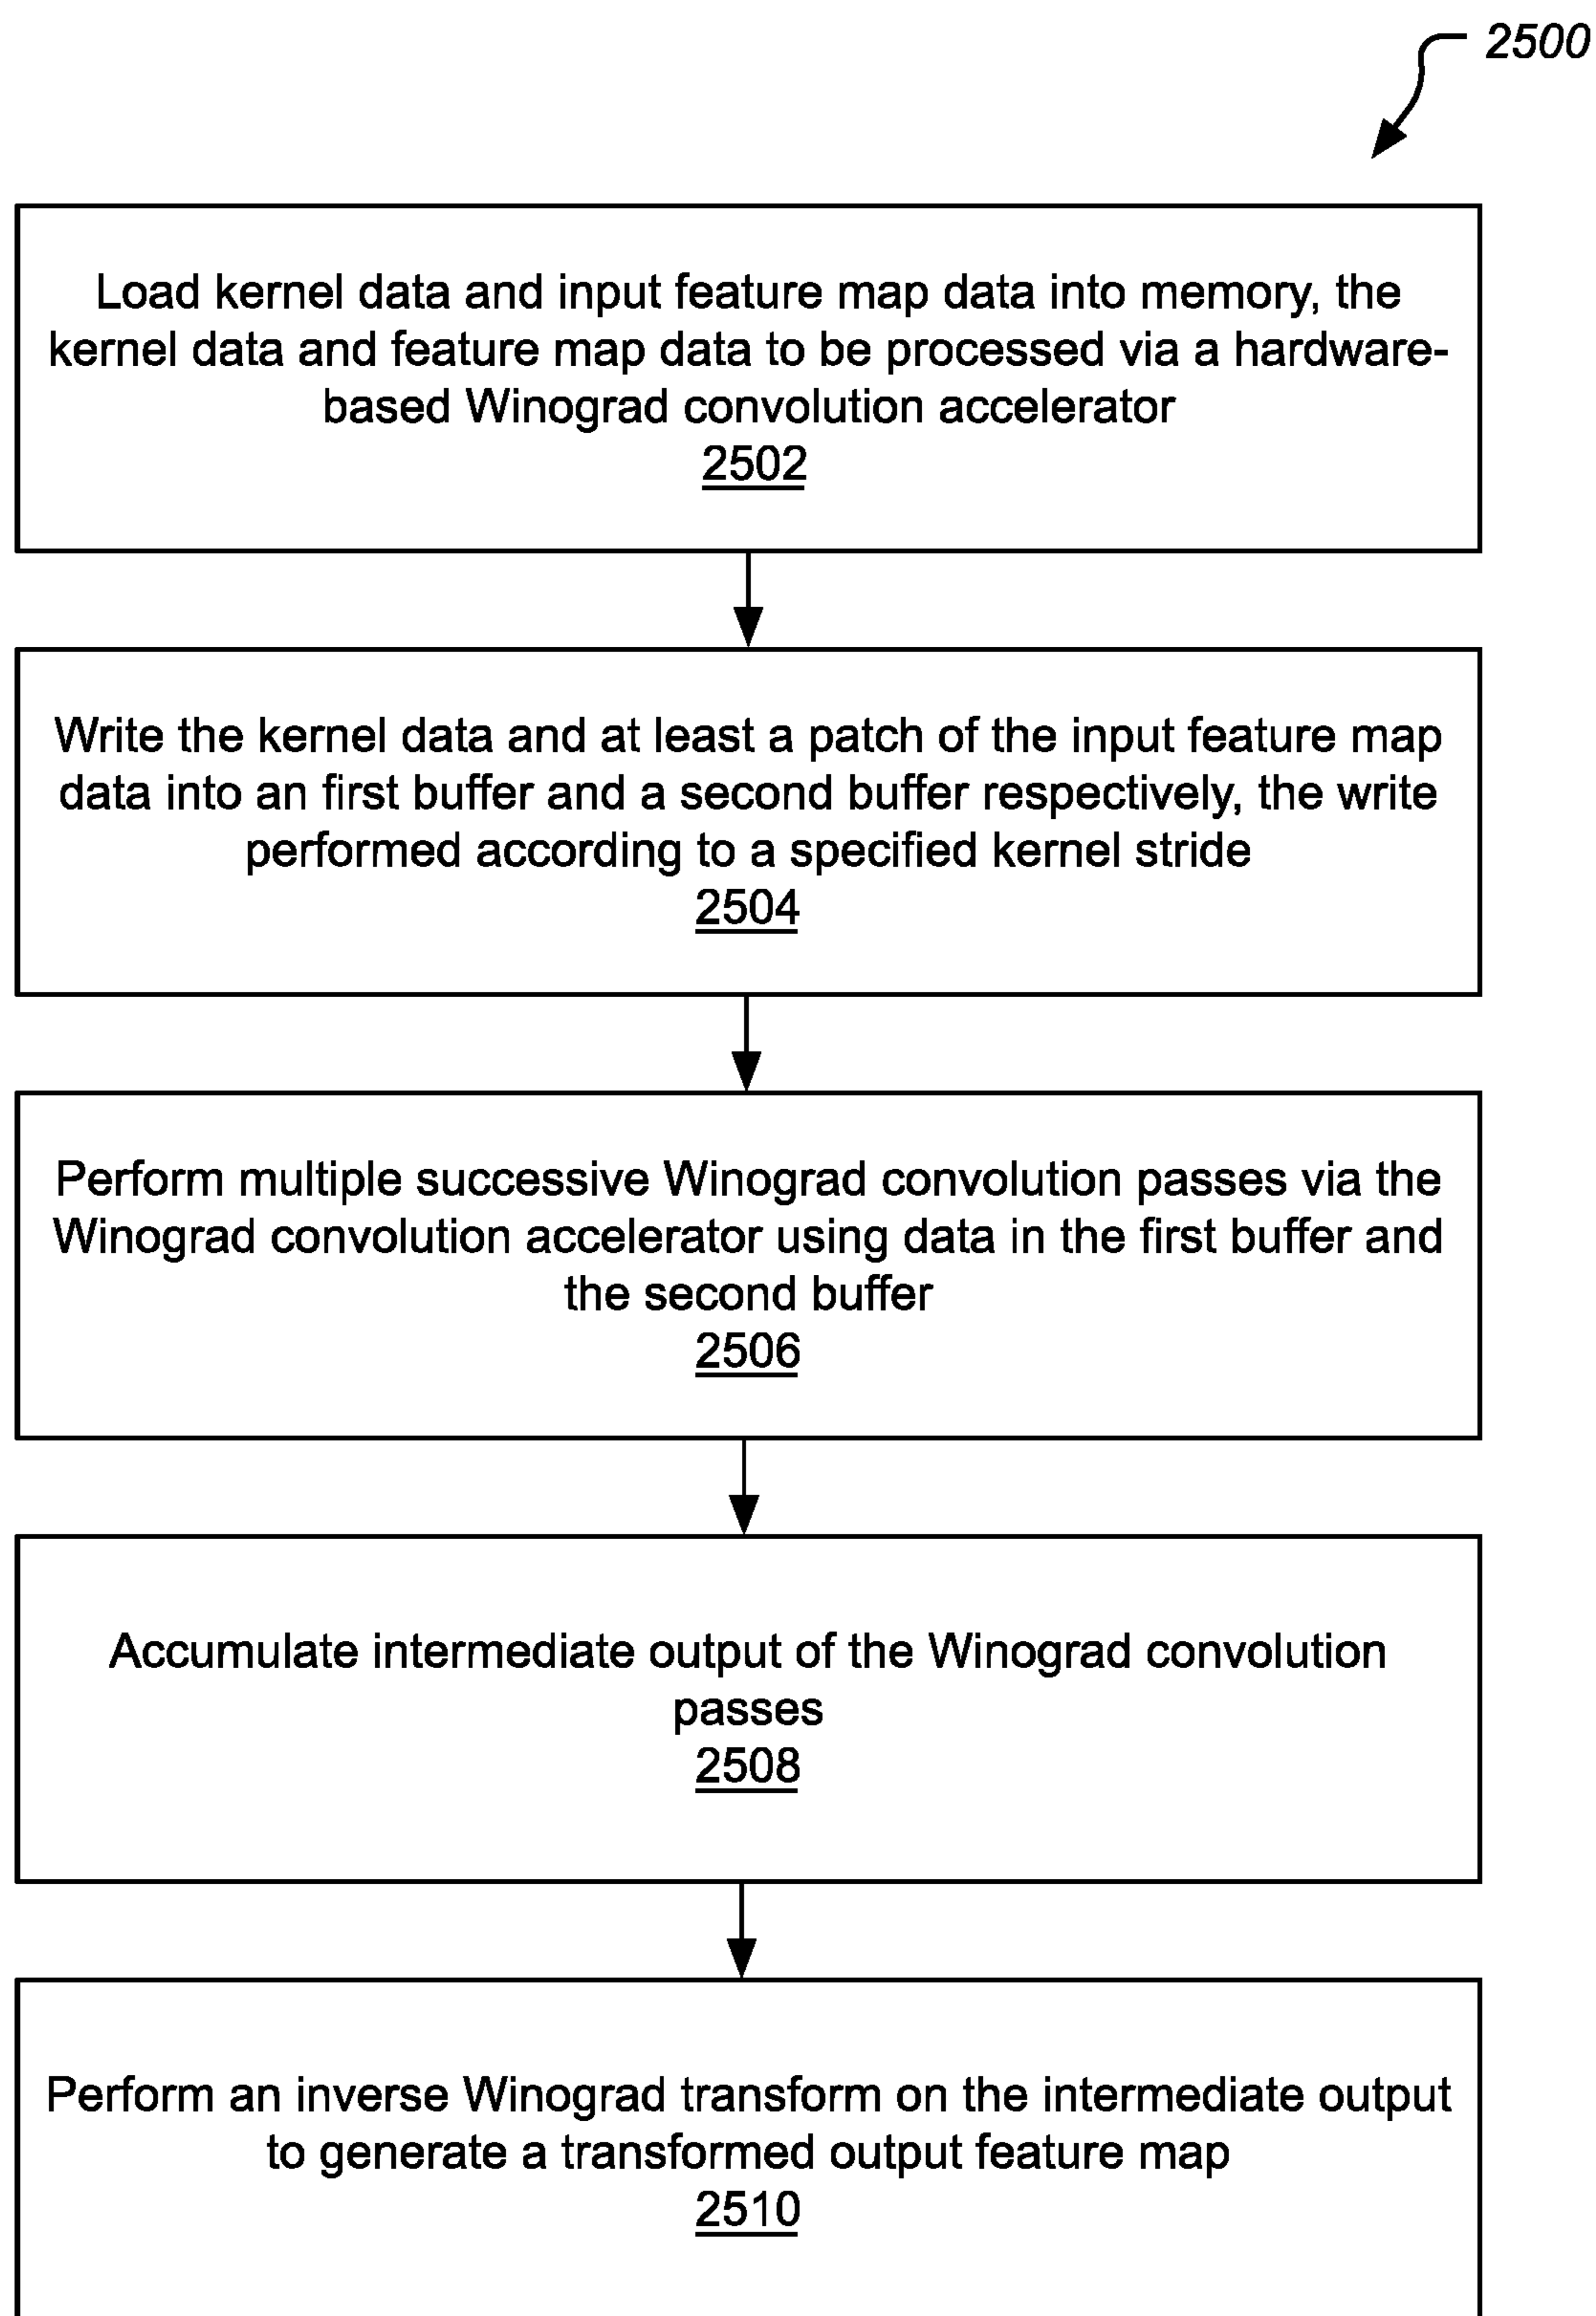 2500
Load kernel data and input feature map data into memory, the
kernel data and feature map data to be processed via a hardware-
based Winograd convolution accelerator
2502
Write the kernel data and at least a patch of the input feature map
data into an first buffer and a second buffer respectively, the write
performed according to a specified kernel stride
2504
Perform multiple successive Winograd convolution passes via the
Winograd convolution accelerator using data in the first buffer and
the second buffer
2506
Accumulate intermediate output of the Winograd convolution
passes
2508
Perform an inverse Winograd transform on the intermediate output
to generate a transformed output feature map
2510